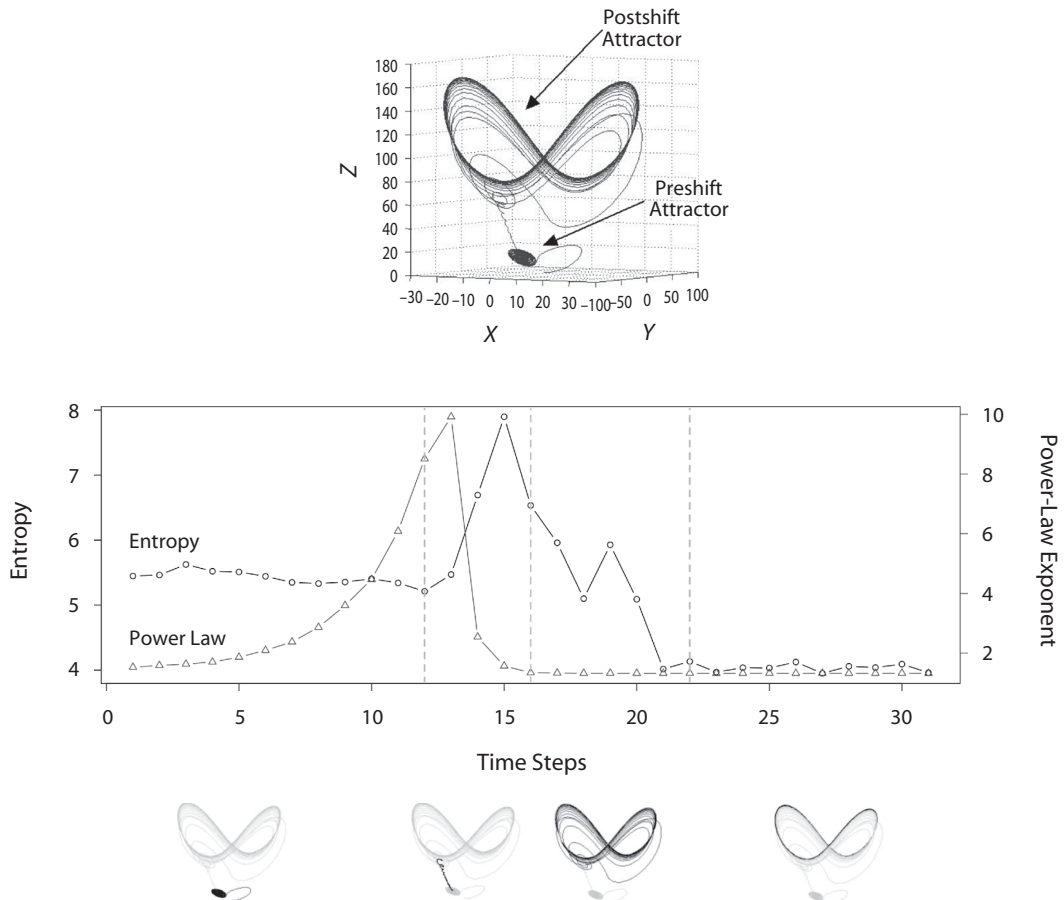 Postshift
Attractor
180
160
140
120
100
80
60
40
20
0
Z
Preshift
Attractor
–30 –20 –10 0 10 20 30 –100 –50 0 50 100
X Y
8
7
6
5
4
Entropy
Entropy
Power Law
10
8
6
4
2
Power-Law Exponent
0 5 10 15 20 25 30
Time Steps